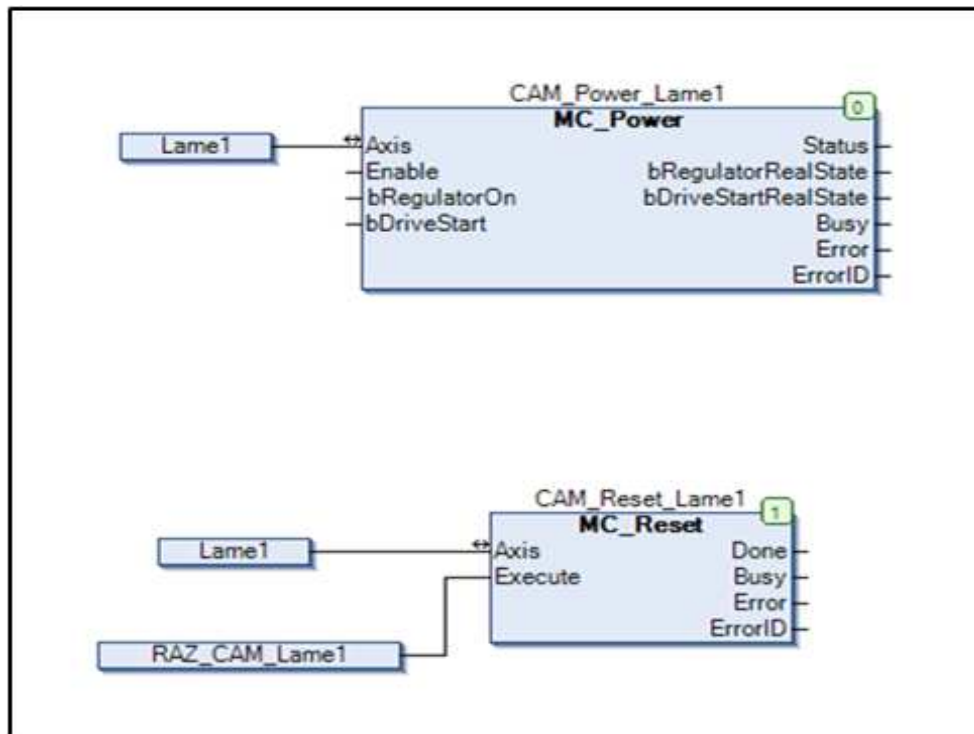 CAM_Power_Lame1
0
MC_Power
Lame1
Axis
Status
Enable
bRegulatorRealState
bRegulatorOn
bDriveStartRealState
bDriveStart
Busy
Error
ErrorID
CAM_Reset_Lame1
1
MC_Reset
Lame1
Axis
Done
Execute
Busy
Error
ErrorID
RAZ_CAM_Lame1